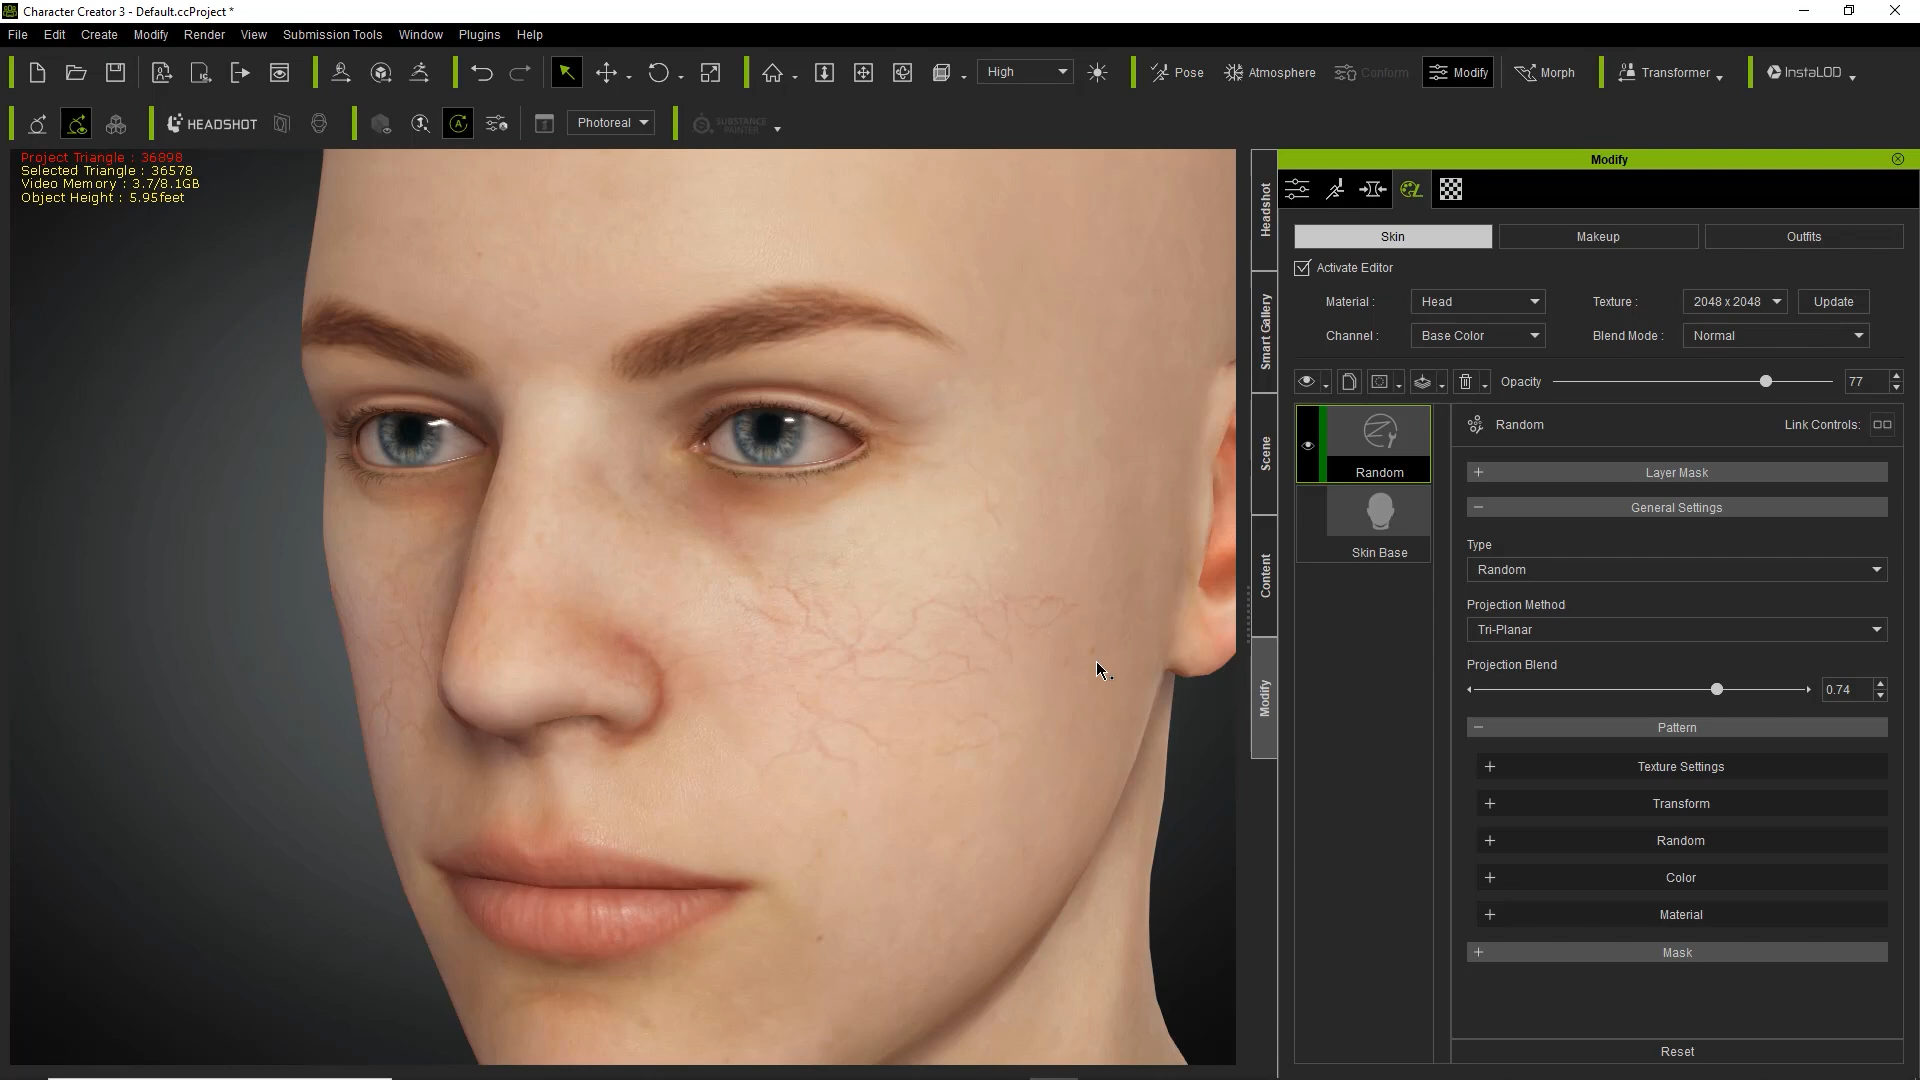 Character Creator 3 - Default.ccProject *
File Edit Create Modify Render View Submission Tools Window Plugins Help
High Pose Atmosphere Conform Modify Morph Transformer InstaLOD
HEADSHOT Photoreal SUBSTANCE PAINTER
Project Triangle : 36898
Selected Triangle : 36578
Video Memory : 3.7/8.1GB
Object Height : 5.95feet
Headshot
Smart Gallery
Scene
Content
Modify
Modify
Skin Makeup Outfits
Activate Editor
Material : Head Texture : 2048 x 2048 Update
Channel : Base Color Blend Mode : Normal
Opacity 77
Random
Skin Base
Random Link Controls:
+ Layer Mask
− General Settings
Type
Random
Projection Method
Tri-Planar
Projection Blend
0.74
− Pattern
+ Texture Settings
+ Transform
+ Random
+ Color
+ Material
+ Mask
Reset